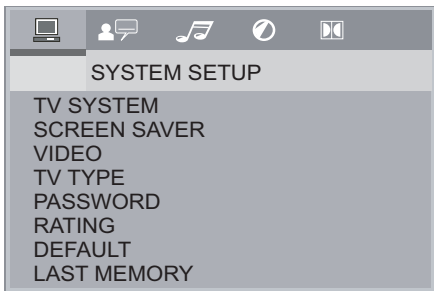 SYSTEM SETUP
TV SYSTEM
SCREEN SAVER
VIDEO
TV TYPE
PASSWORD
RATING
DEFAULT
LAST MEMORY